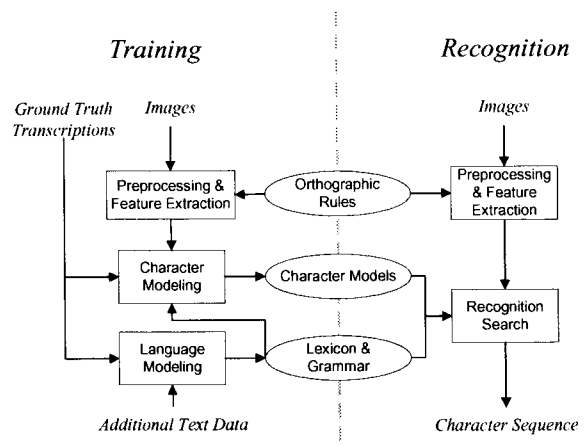 Training
Recognition
Ground Truth
Transcriptions
Images
Images
Preprocessing &
Feature Extraction
Orthographic
Rules
Preprocessing
& Feature
Extraction
Character
Modeling
Character Models
Recognition
Search
Language
Modeling
Lexicon &
Grammar
Additional Text Data
Character Sequence